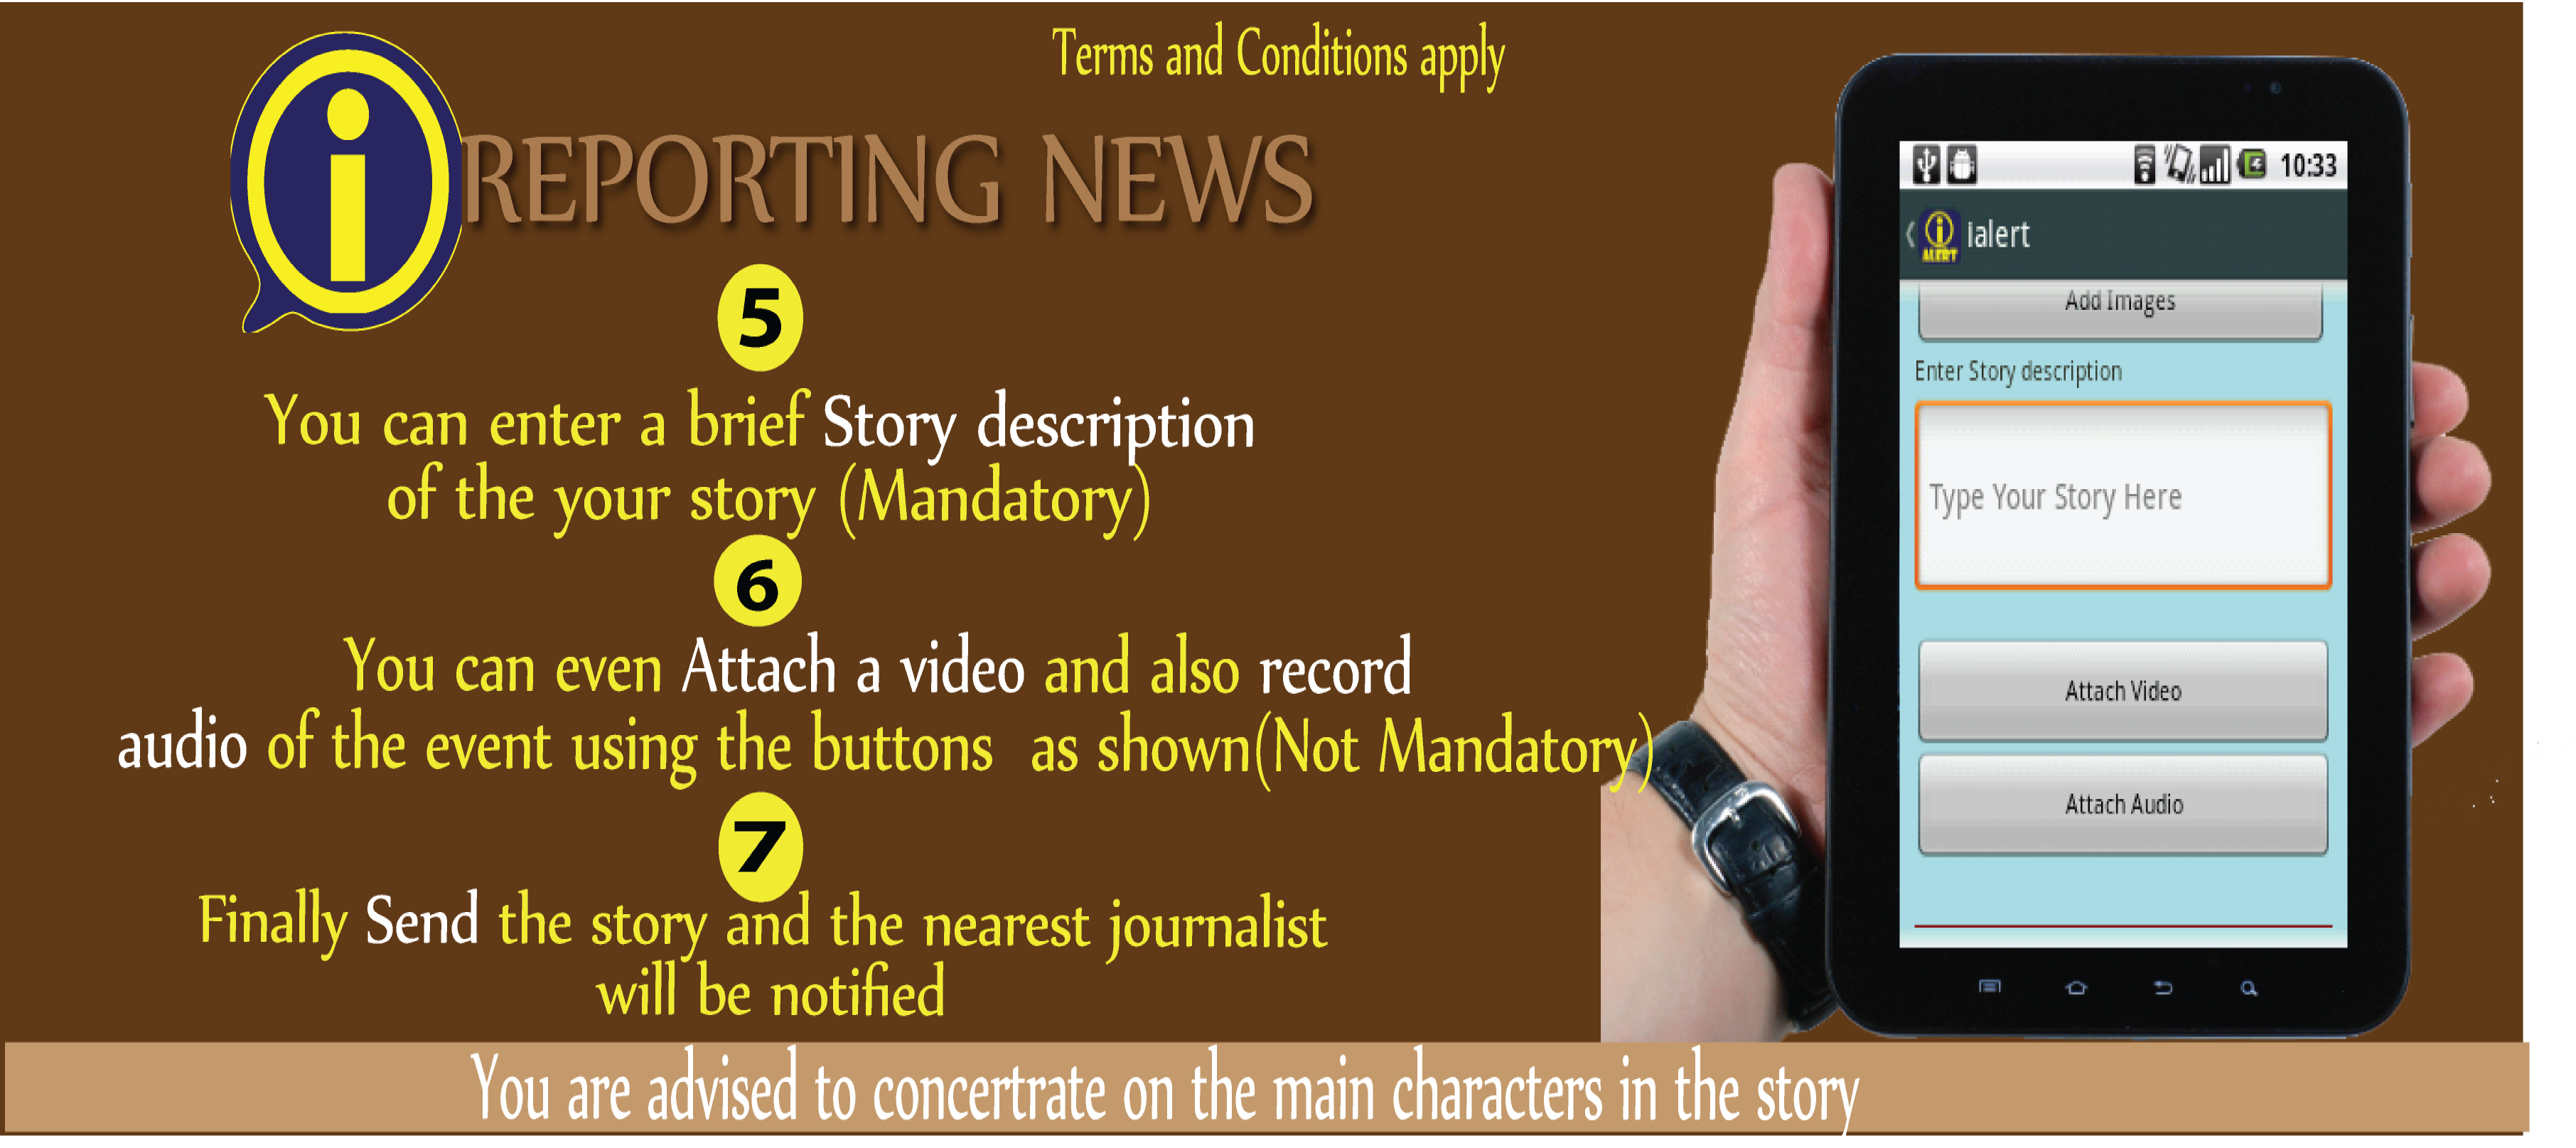 Terms and Conditions apply
i REPORTING NEWS
5
You can enter a brief Story description
of the your story (Mandatory)
6
You can even Attach a video and also record
audio of the event using the buttons as shown(Not Mandatory)
7
Finally Send the story and the nearest journalist
will be notified
You are advised to concertrate on the main characters in the story
10:33
i ALERT ialert
Add Images
Enter Story description
Type Your Story Here
Attach Video
Attach Audio